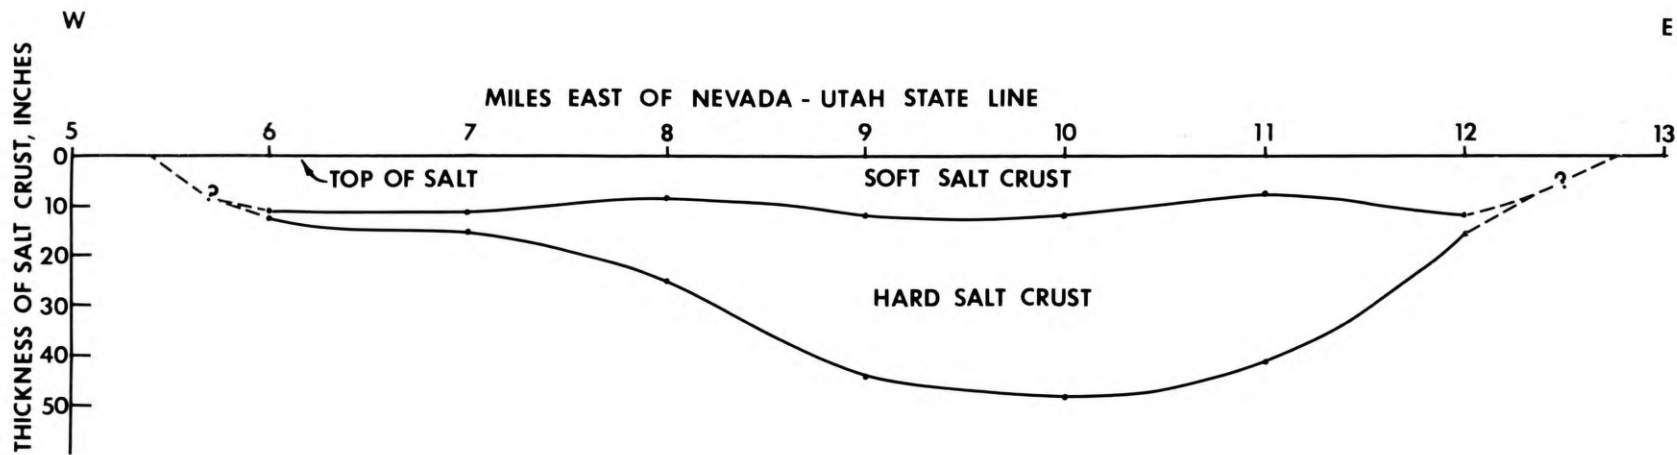 W
E
THICKNESS OF SALT CRUST, INCHES
MILES EAST OF NEVADA - UTAH STATE LINE
5 6 7 8 9 10 11 12 13
0
TOP OF SALT
SOFT SALT CRUST
?
?
10
20
HARD SALT CRUST
30
40
50